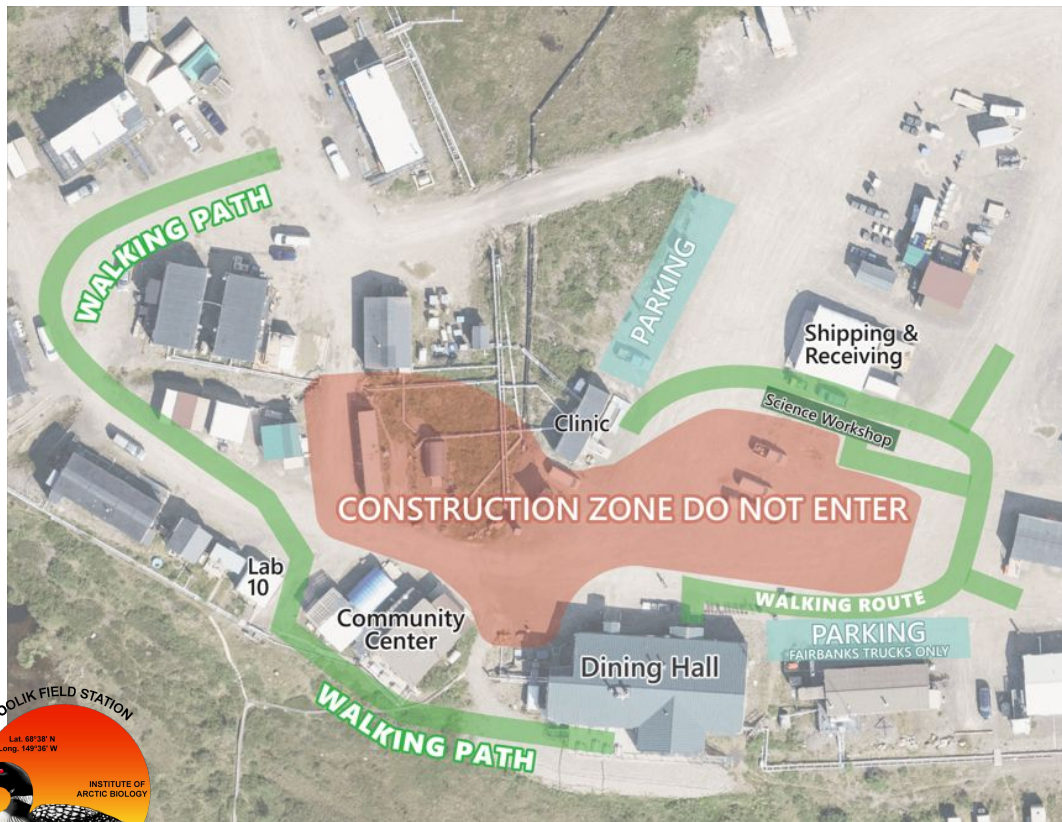 WALKING PATH
PARKING
Shipping &
Receiving
Science Workshop
Clinic
CONSTRUCTION ZONE DO NOT ENTER
Lab
10
Community
Center
WALKING ROUTE
PARKING
FAIRBANKS TRUCKS ONLY
Dining Hall
WALKING PATH
OOLIK FIELD STATION
Lat. 68°38' N
Long. 149°36' W
INSTITUTE OF
ARCTIC BIOLOGY